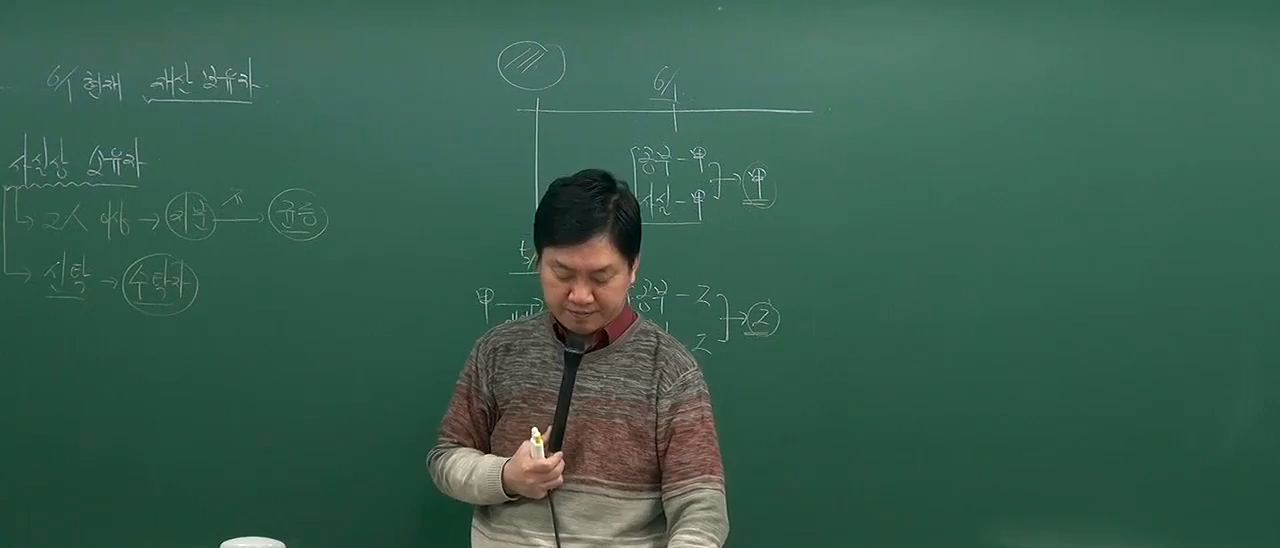 6/1 현재 재산 소유자
사실상 소유자
2人 이상 → 지분 → 균등
신탁 → 수탁자
6/1
공부 - 甲
사실 - 甲
→ 甲
甲
공부 - 乙
- 乙
→ 乙